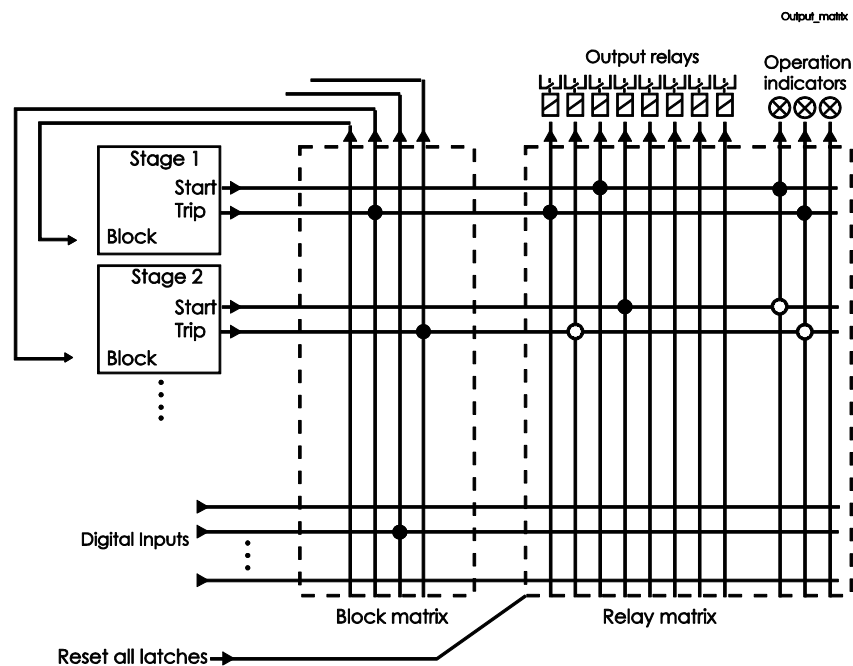 Output_matrix
Output relays
Operation
indicators
Stage 1
Start
Trip
Block
Stage 2
Start
Trip
Block
Digital Inputs
Block matrix
Relay matrix
Reset all latches